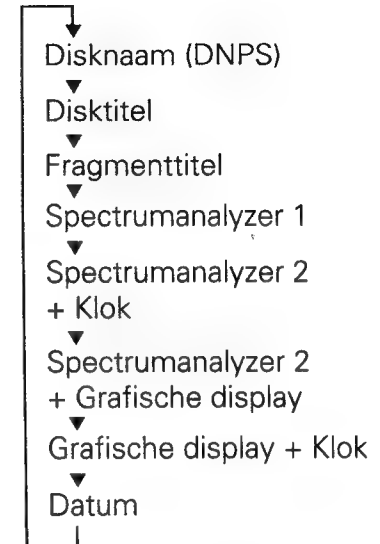 Disknaam (DNPS)
Disktitel
Fragmenttitel
Spectrumanalyzer 1
Spectrumanalyzer 2
+ Klok
Spectrumanalyzer 2
+ Grafische display
Grafische display + Klok
Datum